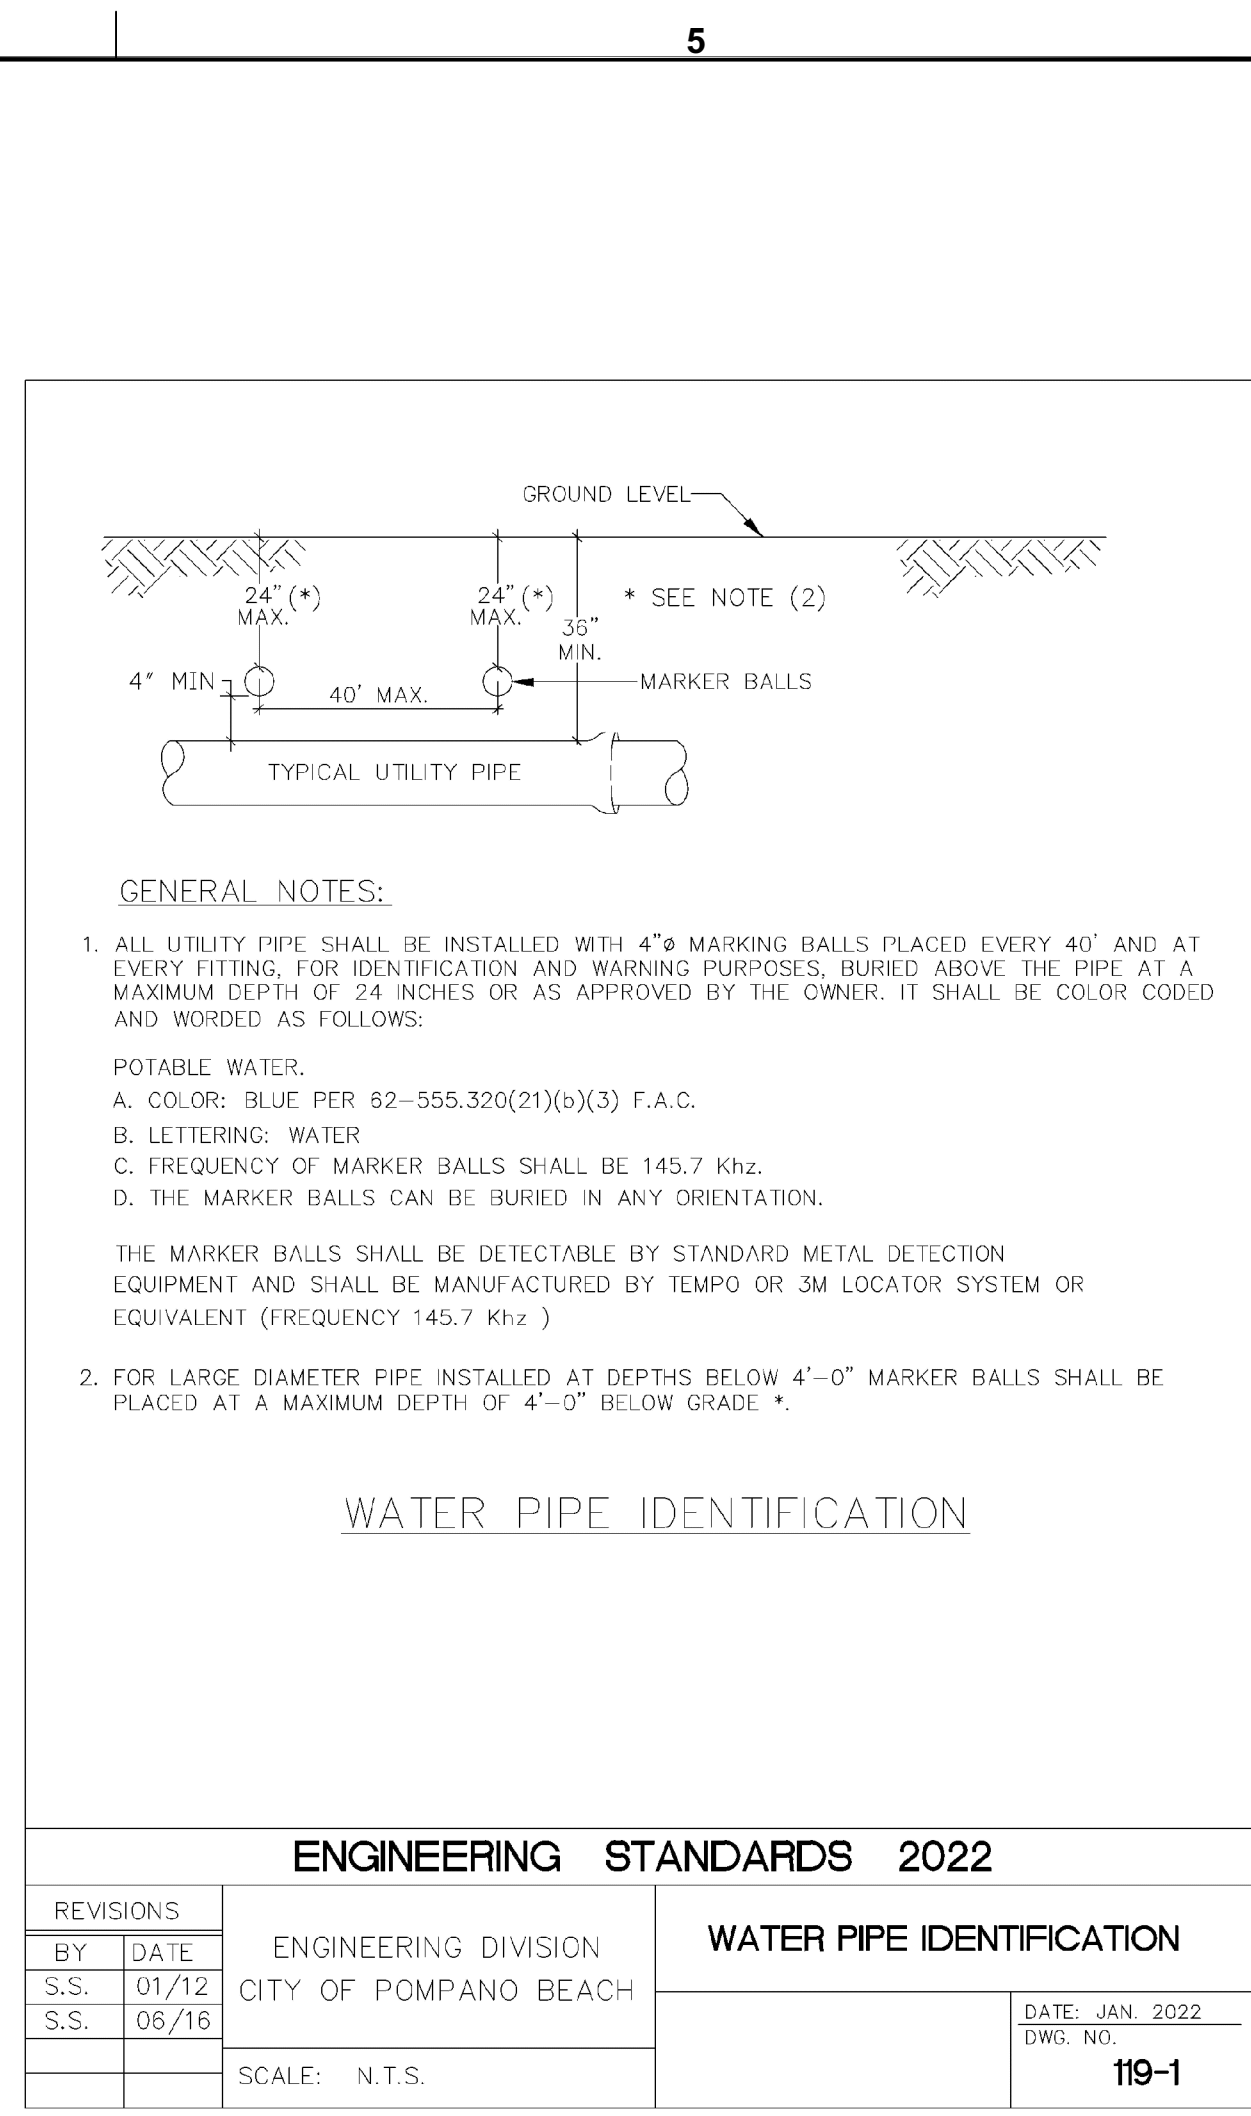 5
GROUND LEVEL
24" (*)
MAX.
24" (*)
MAX.
* SEE NOTE (2)
36"
MIN.
4" MIN
40' MAX.
MARKER BALLS
TYPICAL UTILITY PIPE
GENERAL NOTES:
1. ALL UTILITY PIPE SHALL BE INSTALLED WITH 4"ø MARKING BALLS PLACED EVERY 40' AND AT
EVERY FITTING, FOR IDENTIFICATION AND WARNING PURPOSES, BURIED ABOVE THE PIPE AT A
MAXIMUM DEPTH OF 24 INCHES OR AS APPROVED BY THE OWNER. IT SHALL BE COLOR CODED
AND WORDED AS FOLLOWS:
POTABLE WATER.
A. COLOR: BLUE PER 62-555.320(21)(b)(3) F.A.C.
B. LETTERING: WATER
C. FREQUENCY OF MARKER BALLS SHALL BE 145.7 Khz.
D. THE MARKER BALLS CAN BE BURIED IN ANY ORIENTATION.
THE MARKER BALLS SHALL BE DETECTABLE BY STANDARD METAL DETECTION
EQUIPMENT AND SHALL BE MANUFACTURED BY TEMPO OR 3M LOCATOR SYSTEM OR
EQUIVALENT (FREQUENCY 145.7 Khz )
2. FOR LARGE DIAMETER PIPE INSTALLED AT DEPTHS BELOW 4'-0" MARKER BALLS SHALL BE
PLACED AT A MAXIMUM DEPTH OF 4'-0" BELOW GRADE *.
WATER PIPE IDENTIFICATION
ENGINEERING STANDARDS 2022
REVISIONS
BY DATE
S.S. 01/12
S.S. 06/16
ENGINEERING DIVISION
CITY OF POMPANO BEACH
SCALE: N.T.S.
WATER PIPE IDENTIFICATION
DATE: JAN. 2022
DWG. NO.
119-1